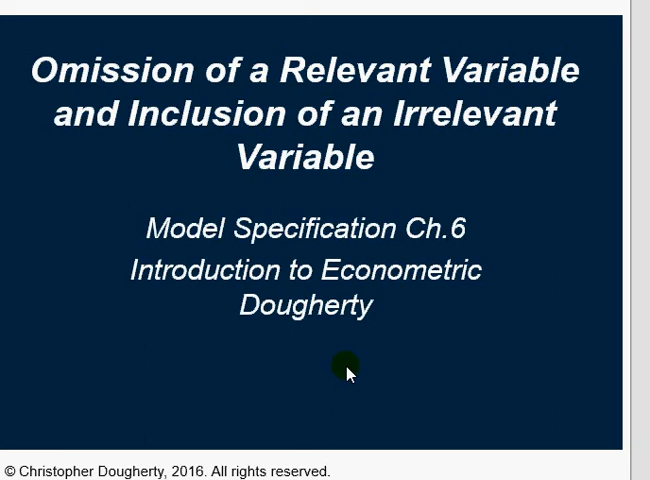 Omission of a Relevant Variable
and Inclusion of an Irrelevant
Variable
Model Specification Ch.6
Introduction to Econometric
Dougherty
© Christopher Dougherty, 2016. All rights reserved.